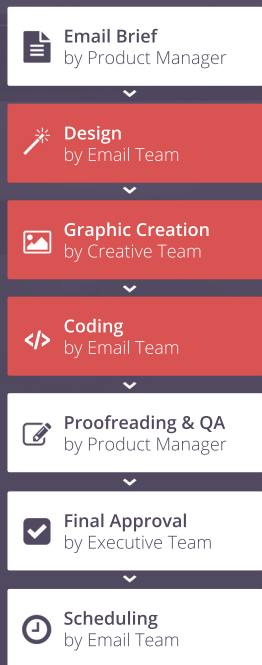 Email Brief
by Product Manager
Design
by Email Team
Graphic Creation
by Creative Team
Coding
by Email Team
Proofreading & QA
by Product Manager
Final Approval
by Executive Team
Scheduling
by Email Team